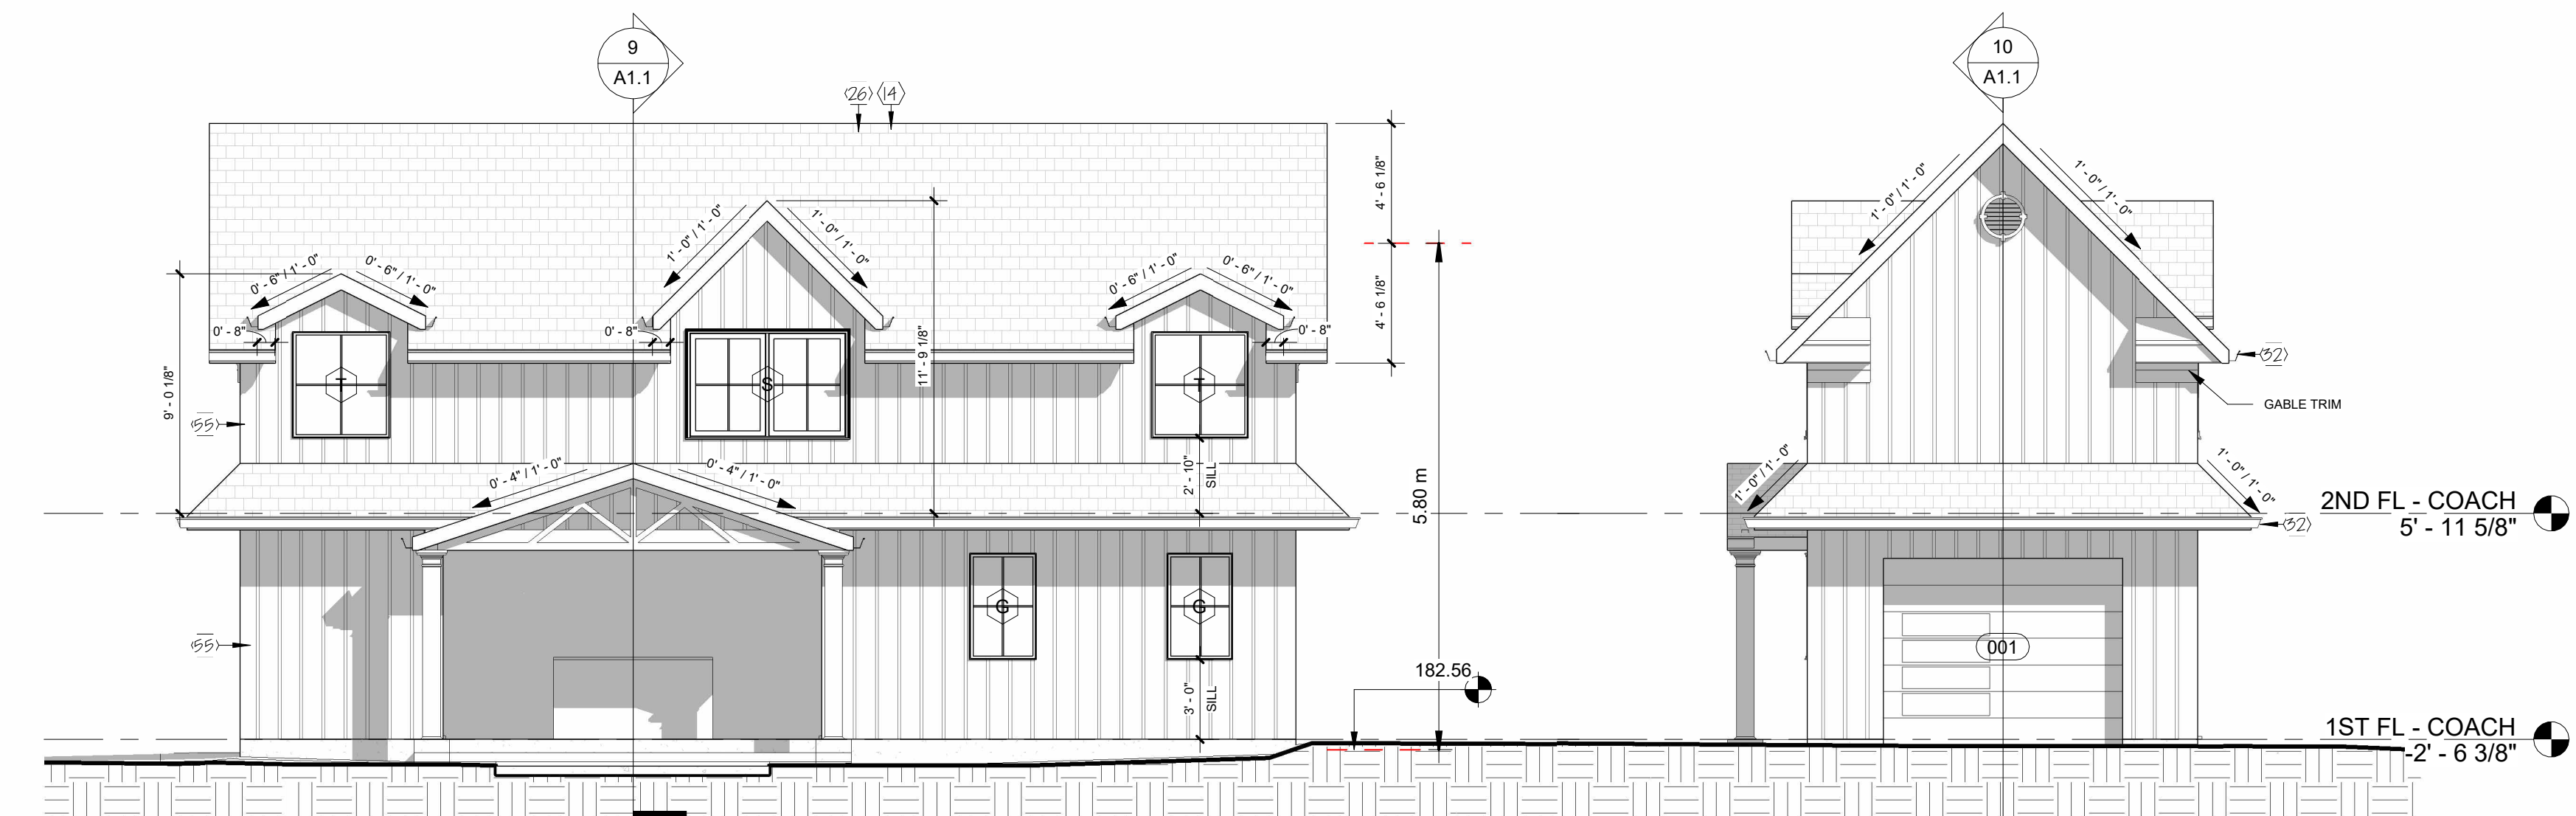 9
A1.1
10
A1.1
26
14
1' - 0" / 1' - 0"
1' - 0" / 1' - 0"
0' - 6" / 1' - 0"
0' - 6" / 1' - 0"
0' - 6" / 1' - 0"
0' - 6" / 1' - 0"
0' - 8"
0' - 8"
0' - 8"
4' - 6 1/8"
4' - 6 1/8"
11' - 9 1/8"
9' - 0 1/8"
T
S
T
55
0' - 4" / 1' - 0"
0' - 4" / 1' - 0"
2' - 10"
SILL
5.80 m
G
G
55
3' - 0"
SILL
182.56
1' - 0" / 1' - 0"
1' - 0" / 1' - 0"
32
GABLE TRIM
1' - 0" / 1' - 0"
1' - 0" / 1' - 0"
32
2ND FL - COACH
5' - 11 5/8"
001
1ST FL - COACH
-2' - 6 3/8"